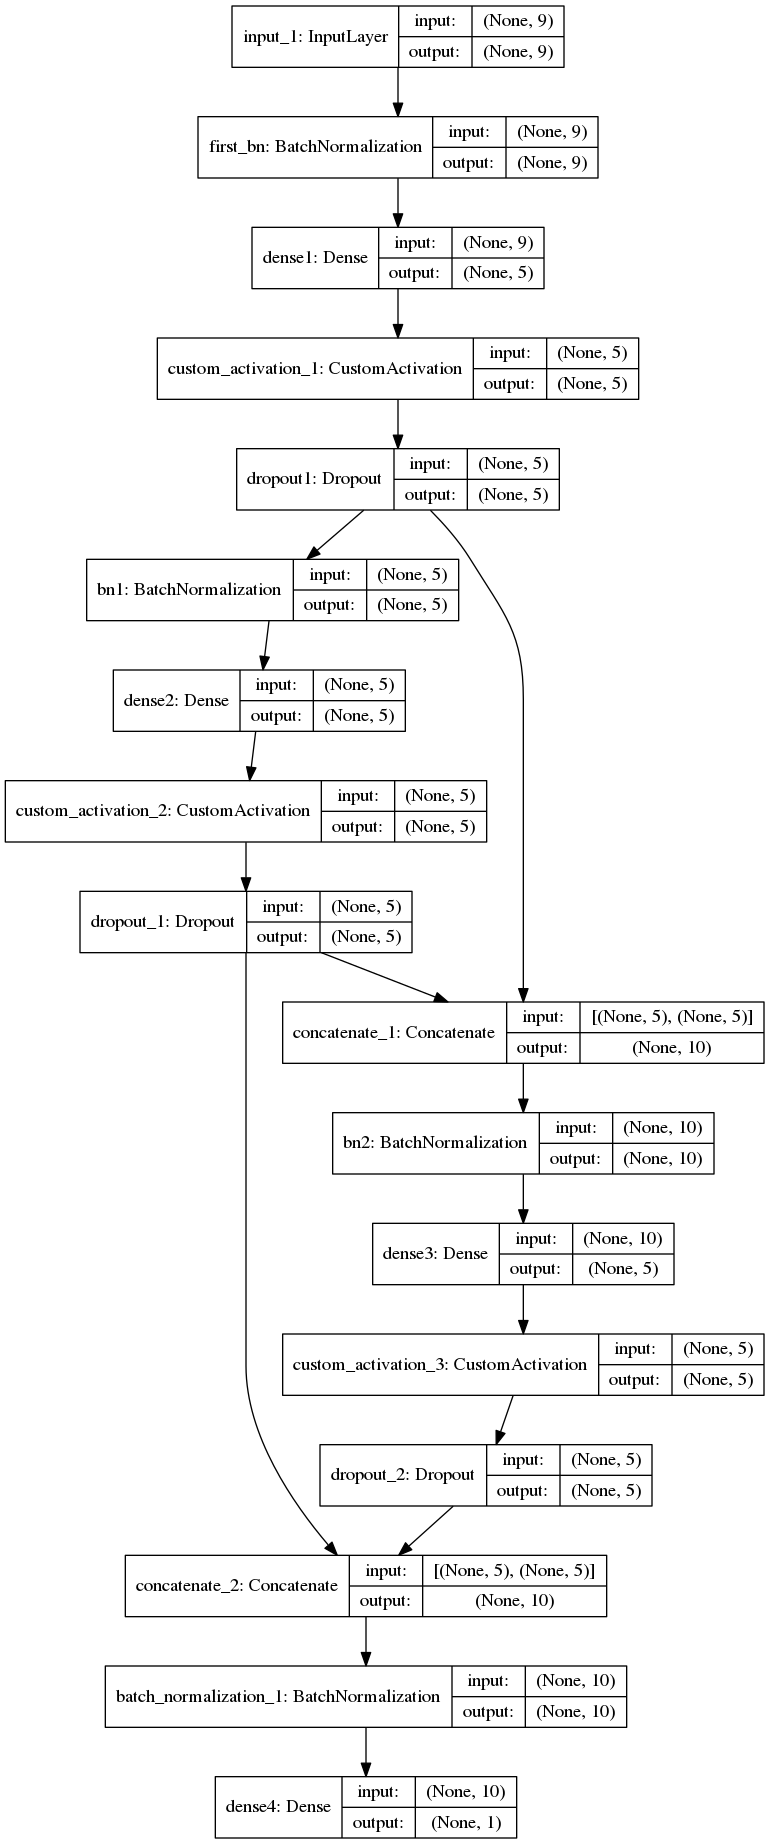 input_1: InputLayer
input: (None, 9)
output: (None, 9)
first_bn: BatchNormalization
input: (None, 9)
output: (None, 9)
dense1: Dense
input: (None, 9)
output: (None, 5)
custom_activation_1: CustomActivation
input: (None, 5)
output: (None, 5)
dropout1: Dropout
input: (None, 5)
output: (None, 5)
bn1: BatchNormalization
input: (None, 5)
output: (None, 5)
dense2: Dense
input: (None, 5)
output: (None, 5)
custom_activation_2: CustomActivation
input: (None, 5)
output: (None, 5)
dropout_1: Dropout
input: (None, 5)
output: (None, 5)
concatenate_1: Concatenate
input: [(None, 5), (None, 5)]
output: (None, 10)
bn2: BatchNormalization
input: (None, 10)
output: (None, 10)
dense3: Dense
input: (None, 10)
output: (None, 5)
custom_activation_3: CustomActivation
input: (None, 5)
output: (None, 5)
dropout_2: Dropout
input: (None, 5)
output: (None, 5)
concatenate_2: Concatenate
input: [(None, 5), (None, 5)]
output: (None, 10)
batch_normalization_1: BatchNormalization
input: (None, 10)
output: (None, 10)
dense4: Dense
input: (None, 10)
output: (None, 1)